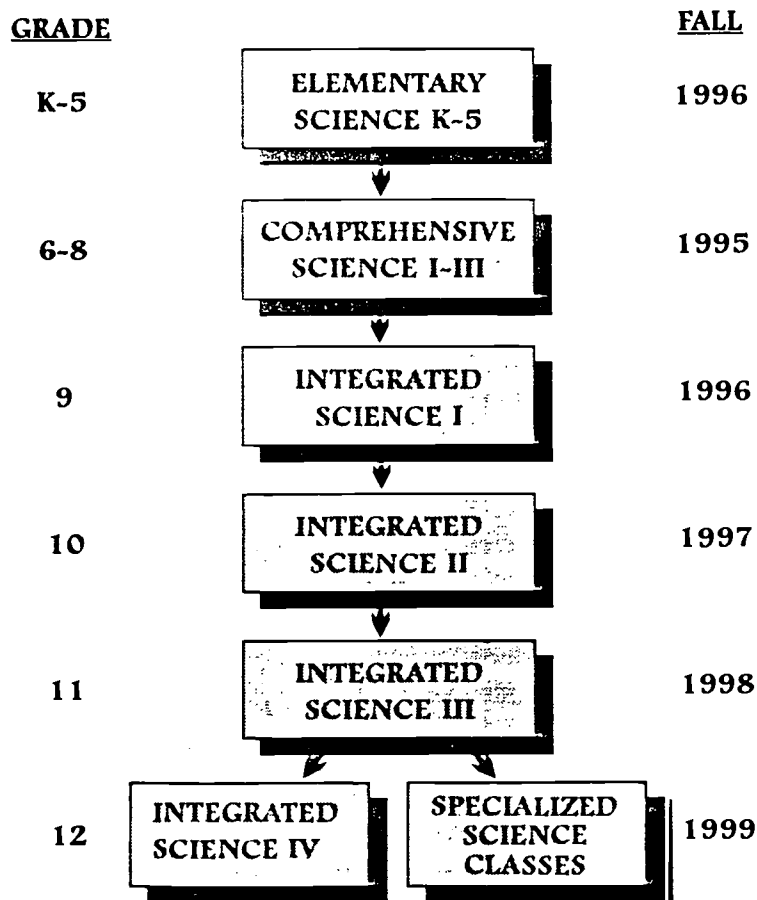 GRADE
FALL
K-5
ELEMENTARY
SCIENCE K-5
1996
6-8
COMPREHENSIVE
SCIENCE I-III
1995
9
INTEGRATED
SCIENCE I
1996
10
INTEGRATED
SCIENCE II
1997
11
INTEGRATED
SCIENCE III
1998
12
INTEGRATED
SCIENCE IV
SPECIALIZED
SCIENCE
CLASSES
1999